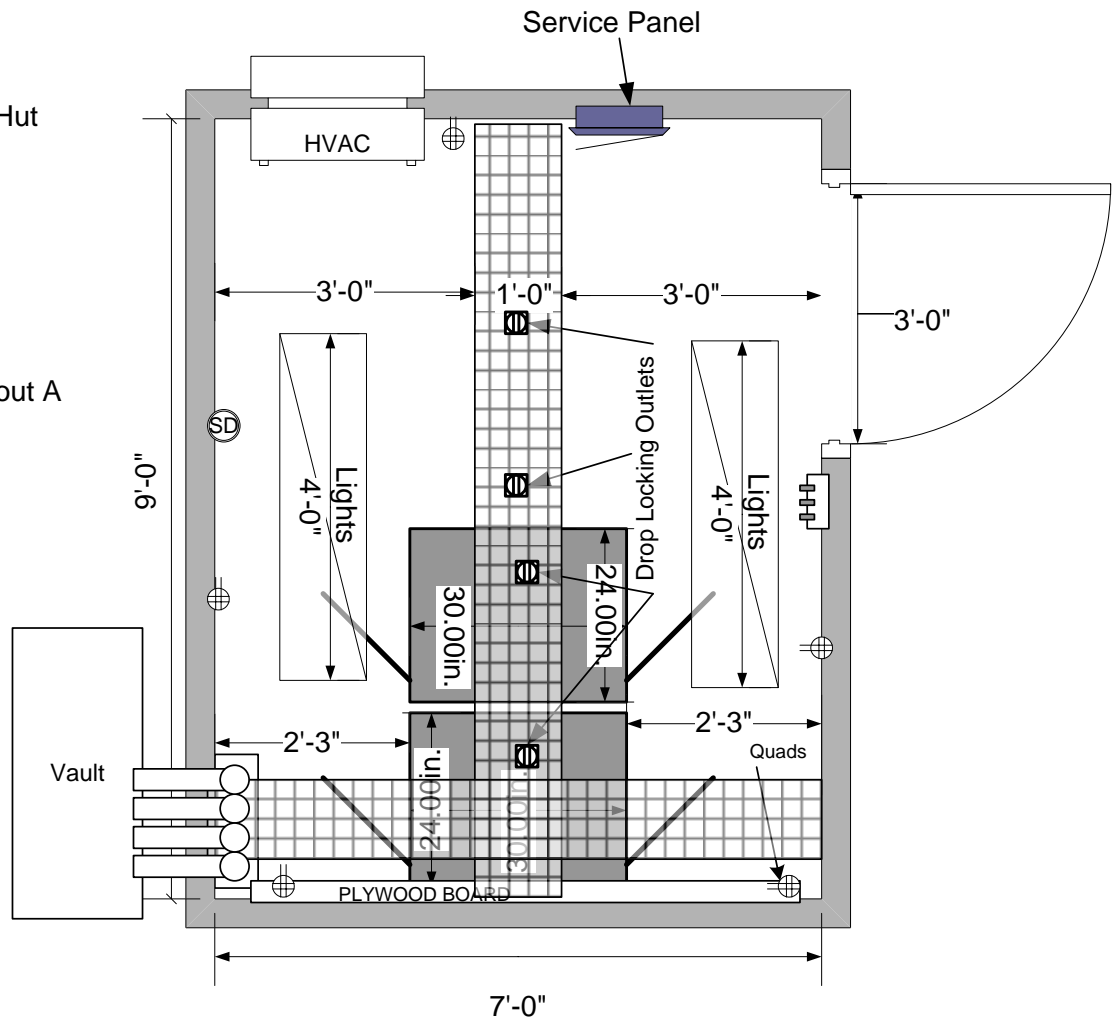 Service Panel
Hut
HVAC
3'-0"
1'-0"
3'-0"
3'-0"
out A
SD
9'-0"
Lights
4'-0"
Drop Locking Outlets
Lights
4'-0"
30.00in.
24.00in.
2'-3"
2'-3"
Quads
Vault
24.00in.
30.00in.
PLYWOOD BOARD
7'-0"